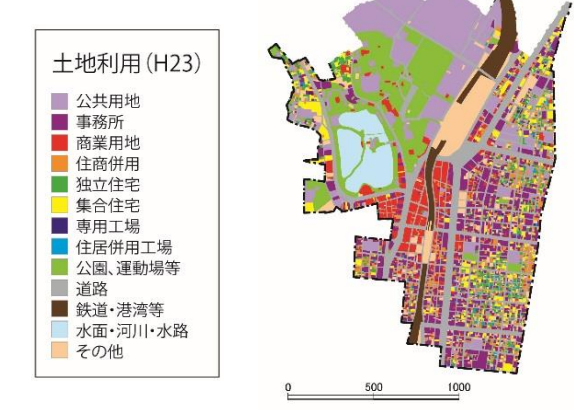 土地利用(H23)
公共用地
事務所
商業用地
住商併用
独立住宅
集合住宅
専用工場
住居併用工場
公園、運動場等
道路
鉄道・港湾等
水面・河川・水路
その他
0 500 1000